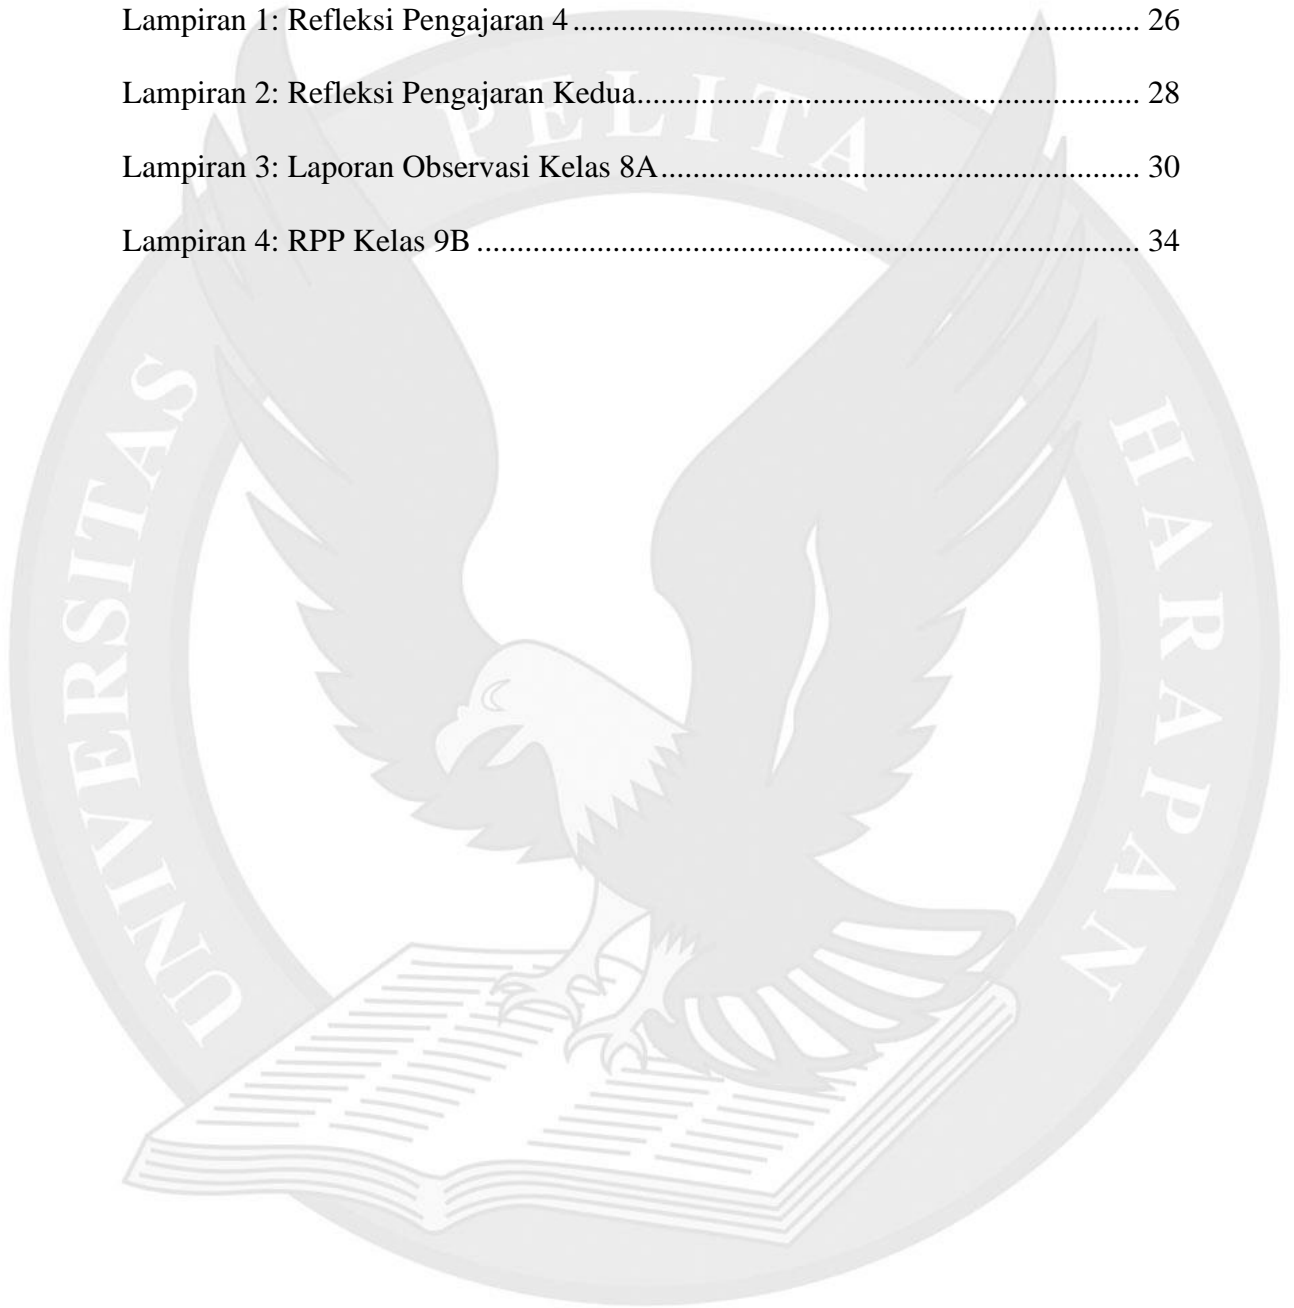 Lampiran 1: Refleksi Pengajaran 4 ....................................................................... 26
Lampiran 2: Refleksi Pengajaran Kedua............................................................... 28
Lampiran 3: Laporan Observasi Kelas 8A............................................................ 30
Lampiran 4: RPP Kelas 9B ................................................................................... 34
UNIVERSITAS PELITA HARAPAN